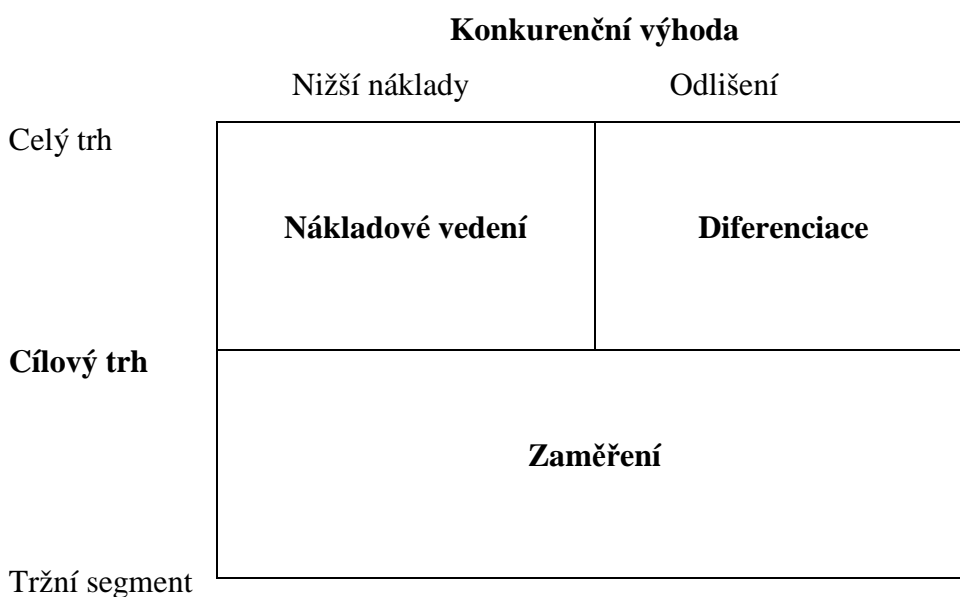 Konkurenční výhoda
Nižší náklady Odlišení
Celý trh
Nákladové vedení Diferenciace
Cílový trh
Zaměření
Tržní segment